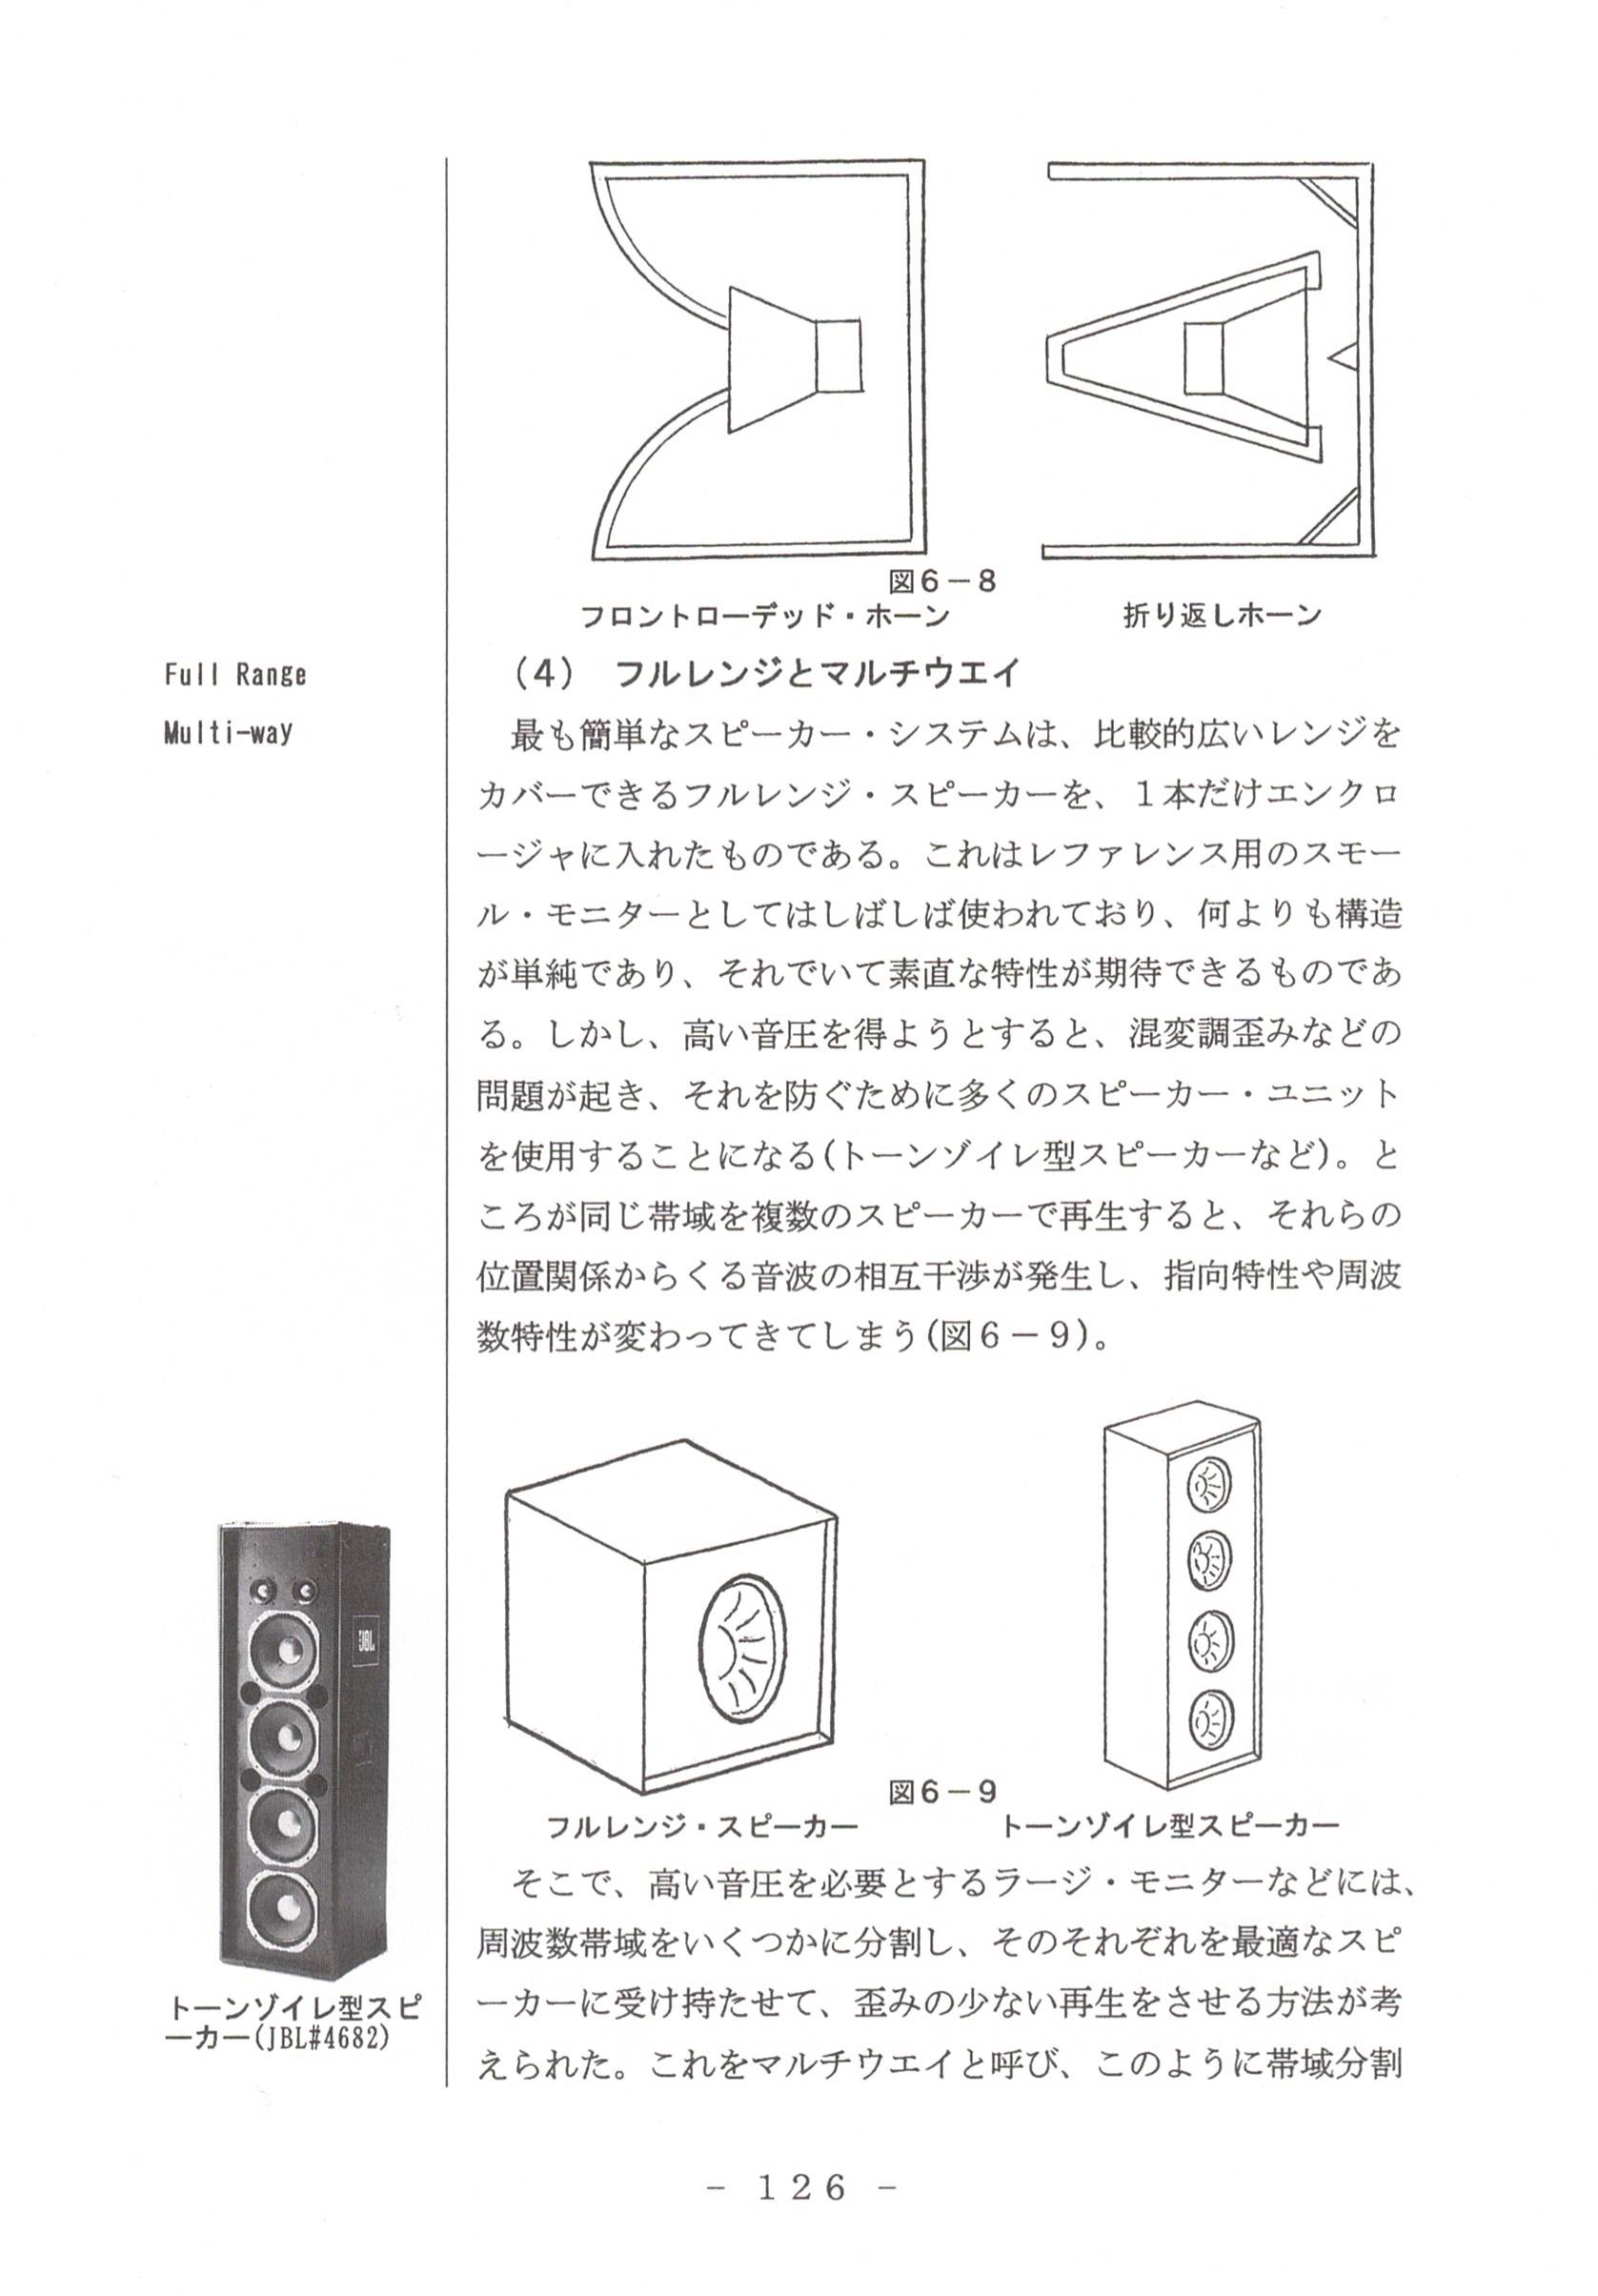 図6－8
フロントローデッド・ホーン
折り返しホーン
Full Range
Multi-way
(4)　フルレンジとマルチウエイ
　最も簡単なスピーカー・システムは、比較的広いレンジを
カバーできるフルレンジ・スピーカーを、1本だけエンクロ
ージャに入れたものである。これはレファレンス用のスモー
ル・モニターとしてはしばしば使われており、何よりも構造
が単純であり、それでいて素直な特性が期待できるものであ
る。しかし、高い音圧を得ようとすると、混変調歪みなどの
問題が起き、それを防ぐために多くのスピーカー・ユニット
を使用することになる(トーンゾイレ型スピーカーなど)。と
ころが同じ帯域を複数のスピーカーで再生すると、それらの
位置関係からくる音波の相互干渉が発生し、指向特性や周波
数特性が変わってきてしまう(図6－9)。
JBL
図6－9
フルレンジ・スピーカー
トーンゾイレ型スピーカー
トーンゾイレ型スピ
ーカー(JBL#4682)
　そこで、高い音圧を必要とするラージ・モニターなどには、
周波数帯域をいくつかに分割し、そのそれぞれを最適なスピ
ーカーに受け持たせて、歪みの少ない再生をさせる方法が考
えられた。これをマルチウエイと呼び、このように帯域分割
－ 126 －